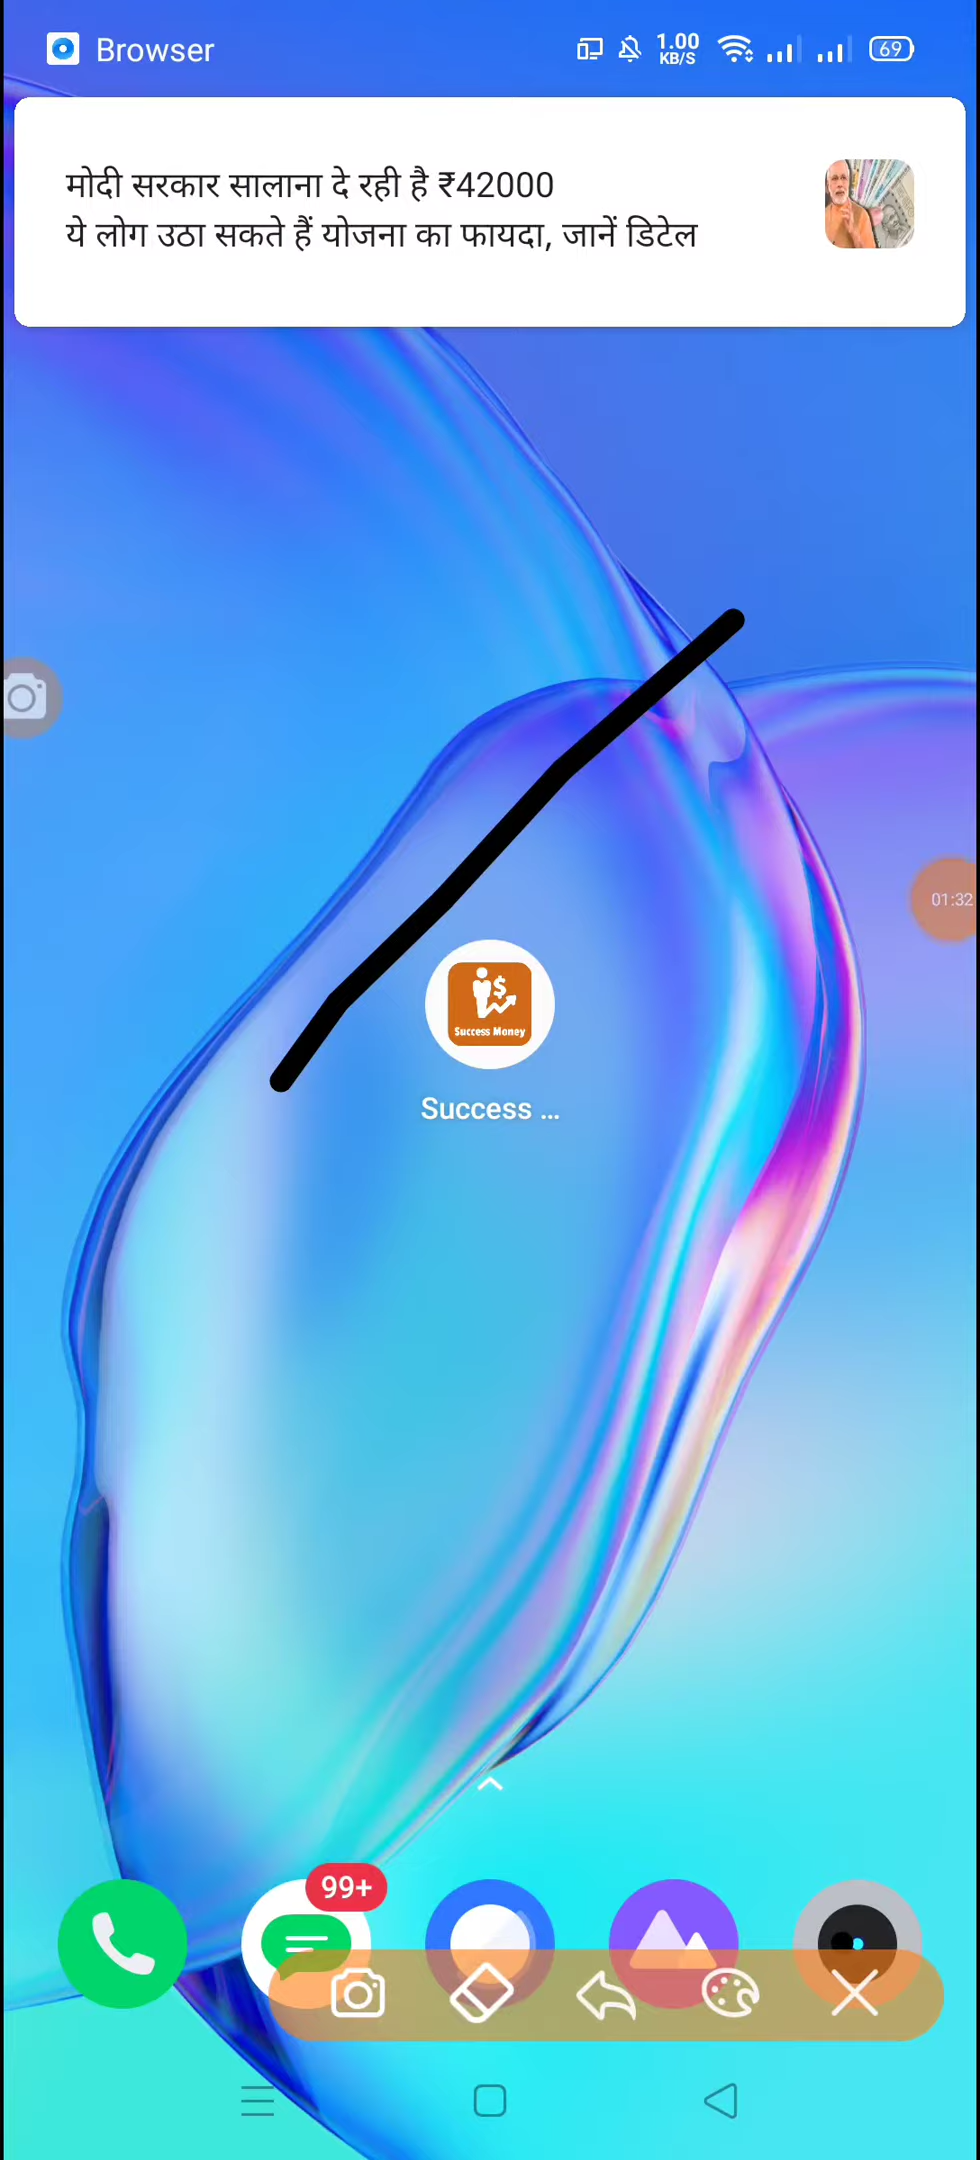 Browser
1.00
KB/S
69
मोदी सरकार सालाना दे रही है ₹42000
ये लोग उठा सकते हैं योजना का फायदा, जानें डिटेल
01:32
$
Success Money
Success ...
99+